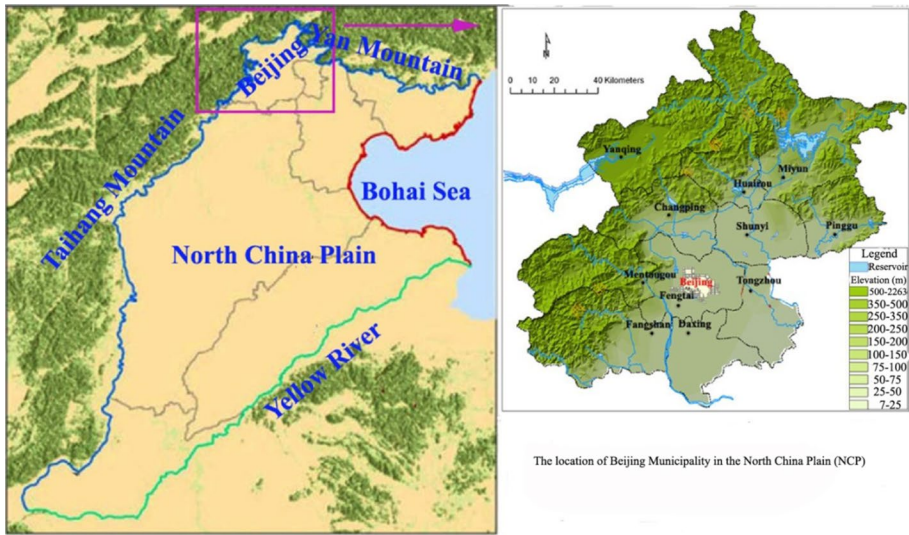 Beijing
Yan Mountain
Taihang Mountain
Bohai Sea
North China Plain
Yellow River
N
0 10 20 40 Kilometers
Yanqing
Miyun
Huairou
Changping
Shunyi
Pinggu
Mentougou
Beijing
Tongzhou
Fengtai
Fangshan
Daxing
Legend
Reservoir
Elevation (m)
500-2263
350-500
250-350
200-250
150-200
100-150
75-100
50-75
25-50
7-25
The location of Beijing Municipality in the North China Plain (NCP)